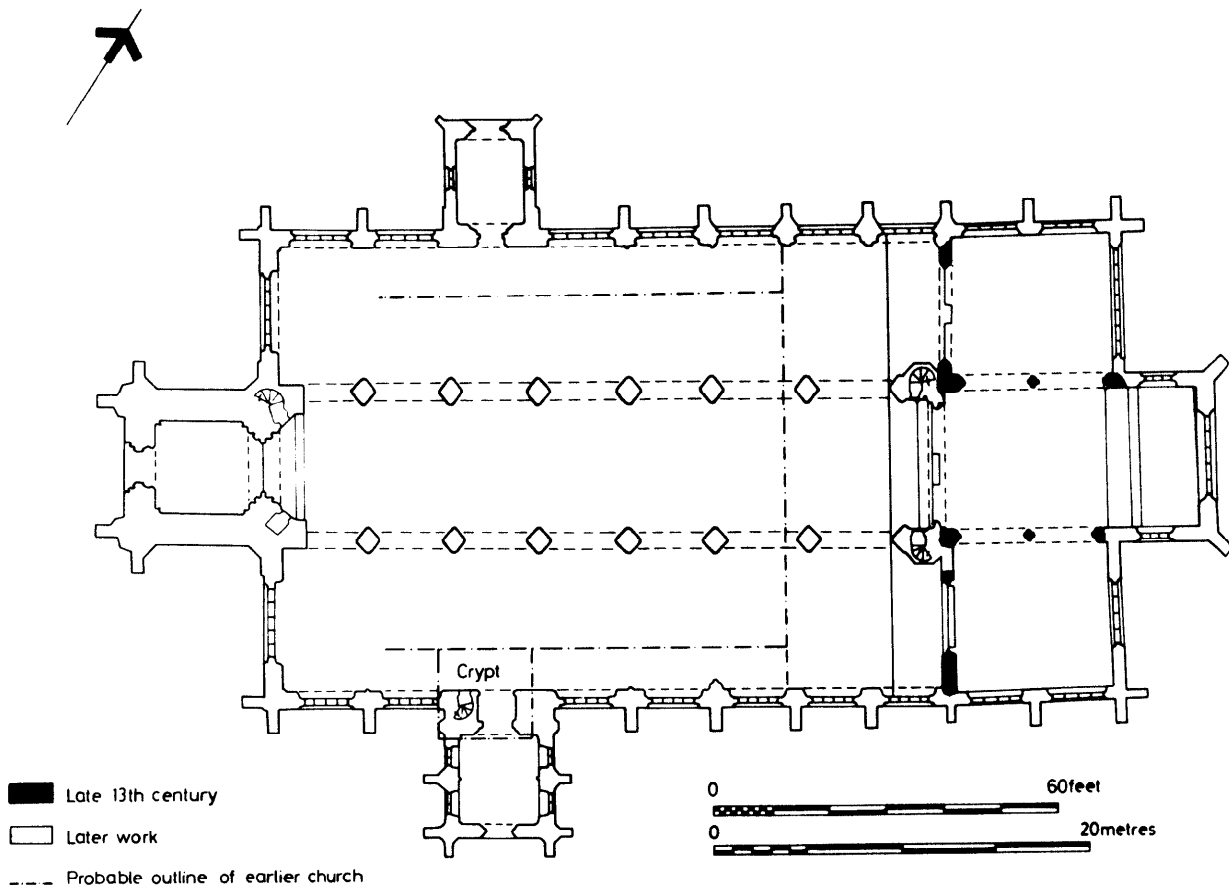 Crypt
Late 13th century
Later work
Probable outline of earlier church
0 60feet
0 20metres